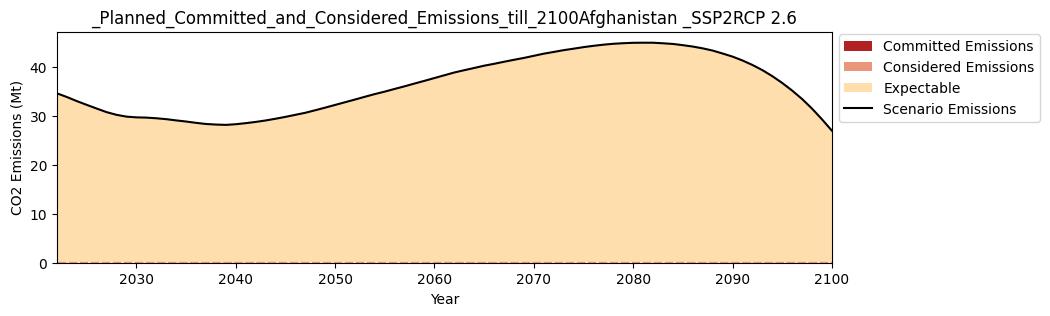 _Planned_Committed_and_Considered_Emissions_till_2100Afghanistan _SSP2RCP 2.6
Committed Emissions
Considered Emissions
Expectable
Scenario Emissions
CO2 Emissions (Mt)
40
30
20
10
0
2030 2040 2050 2060 2070 2080 2090 2100
Year